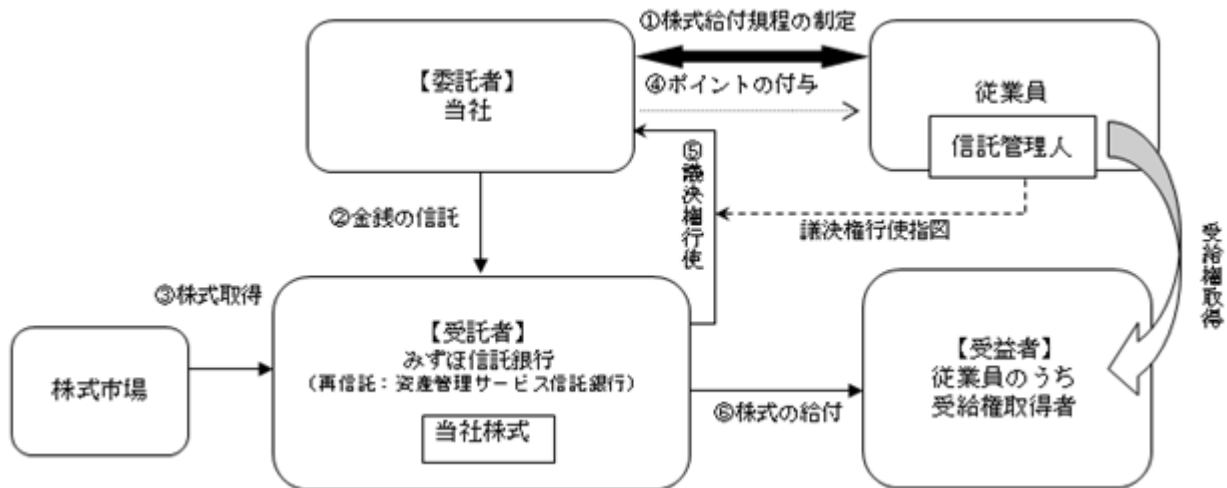 ①株式給付規程の制定
【委託者】
当社
④ポイントの付与
従業員
信託管理人
⑤議決権行使
②金銭の信託
議決権行使指図
受給権取得
③株式取得
株式市場
【受託者】
みずほ信託銀行
(再信託:資産管理サービス信託銀行)
当社株式
⑥株式の給付
【受益者】
従業員のうち
受給権取得者